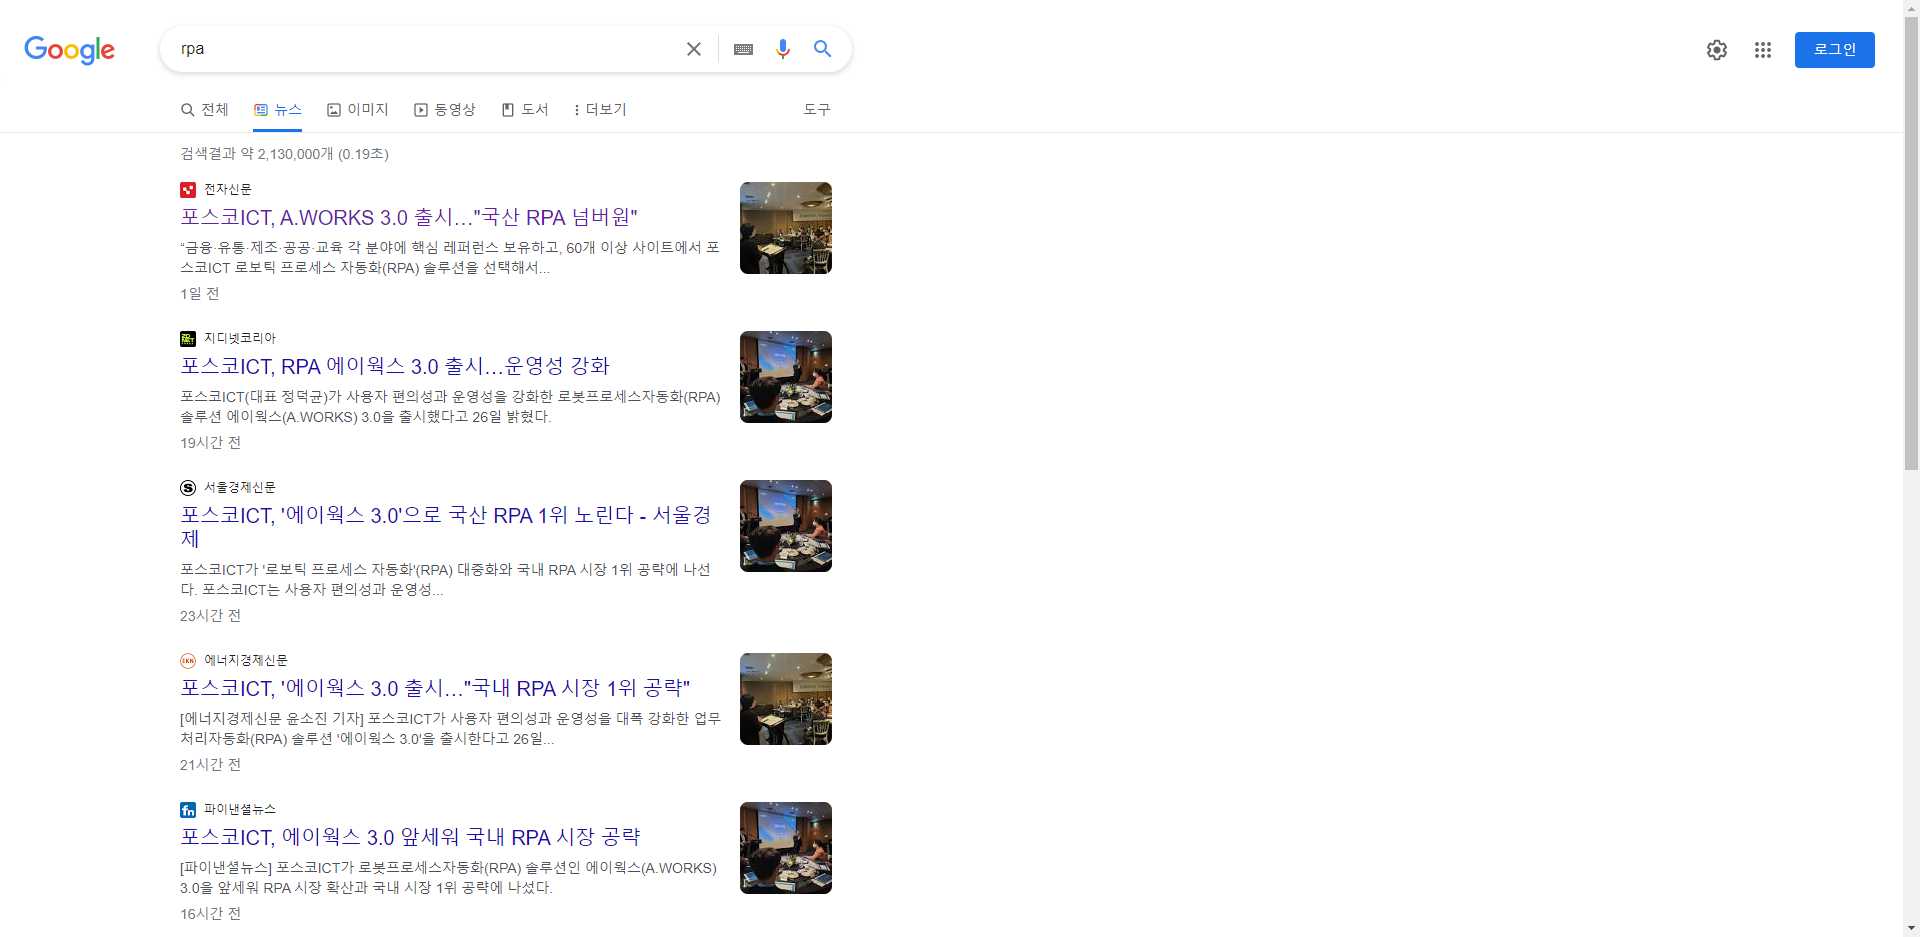 Google
rpa
로그인
전체
뉴스
이미지
동영상
도서
더보기
도구
검색결과 약 2,130,000개 (0.19초)
전자신문
포스코ICT, A.WORKS 3.0 출시..."국산 RPA 넘버원"
“금융·유통·제조·공공·교육 각 분야에 핵심 레퍼런스 보유하고, 60개 이상 사이트에서 포
스코ICT 로보틱 프로세스 자동화(RPA) 솔루션을 선택해서...
1일 전
지디넷코리아
포스코ICT, RPA 에이웍스 3.0 출시...운영성 강화
포스코ICT(대표 정덕균)가 사용자 편의성과 운영성을 강화한 로봇프로세스자동화(RPA)
솔루션 에이웍스(A.WORKS) 3.0을 출시했다고 26일 밝혔다.
19시간 전
서울경제신문
포스코ICT, '에이웍스 3.0'으로 국산 RPA 1위 노린다 - 서울경
제
포스코ICT가 '로보틱 프로세스 자동화'(RPA) 대중화와 국내 RPA 시장 1위 공략에 나선
다. 포스코ICT는 사용자 편의성과 운영성...
23시간 전
EKN
에너지경제신문
포스코ICT, '에이웍스 3.0 출시..."국내 RPA 시장 1위 공략"
[에너지경제신문 윤소진 기자] 포스코ICT가 사용자 편의성과 운영성을 대폭 강화한 업무
처리자동화(RPA) 솔루션 '에이웍스 3.0'을 출시한다고 26일...
21시간 전
fn
파이낸셜뉴스
포스코ICT, 에이웍스 3.0 앞세워 국내 RPA 시장 공략
[파이낸셜뉴스] 포스코ICT가 로봇프로세스자동화(RPA) 솔루션인 에이웍스(A.WORKS)
3.0을 앞세워 RPA 시장 확산과 국내 시장 1위 공략에 나섰다.
16시간 전